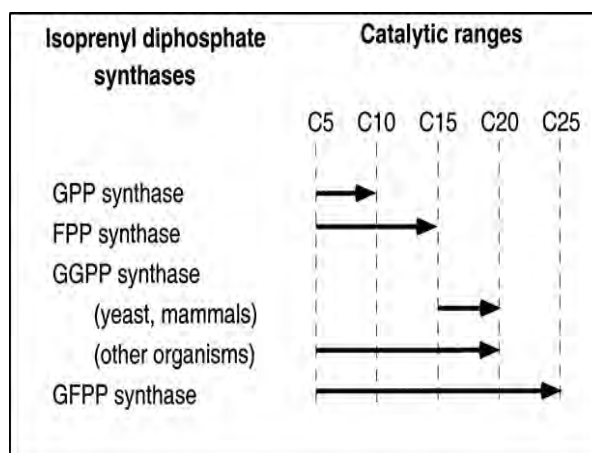 Isoprenyl diphosphate
synthases
Catalytic ranges
C5 C10 C15 C20 C25
GPP synthase
FPP synthase
GGPP synthase
(yeast, mammals)
(other organisms)
GFPP synthase